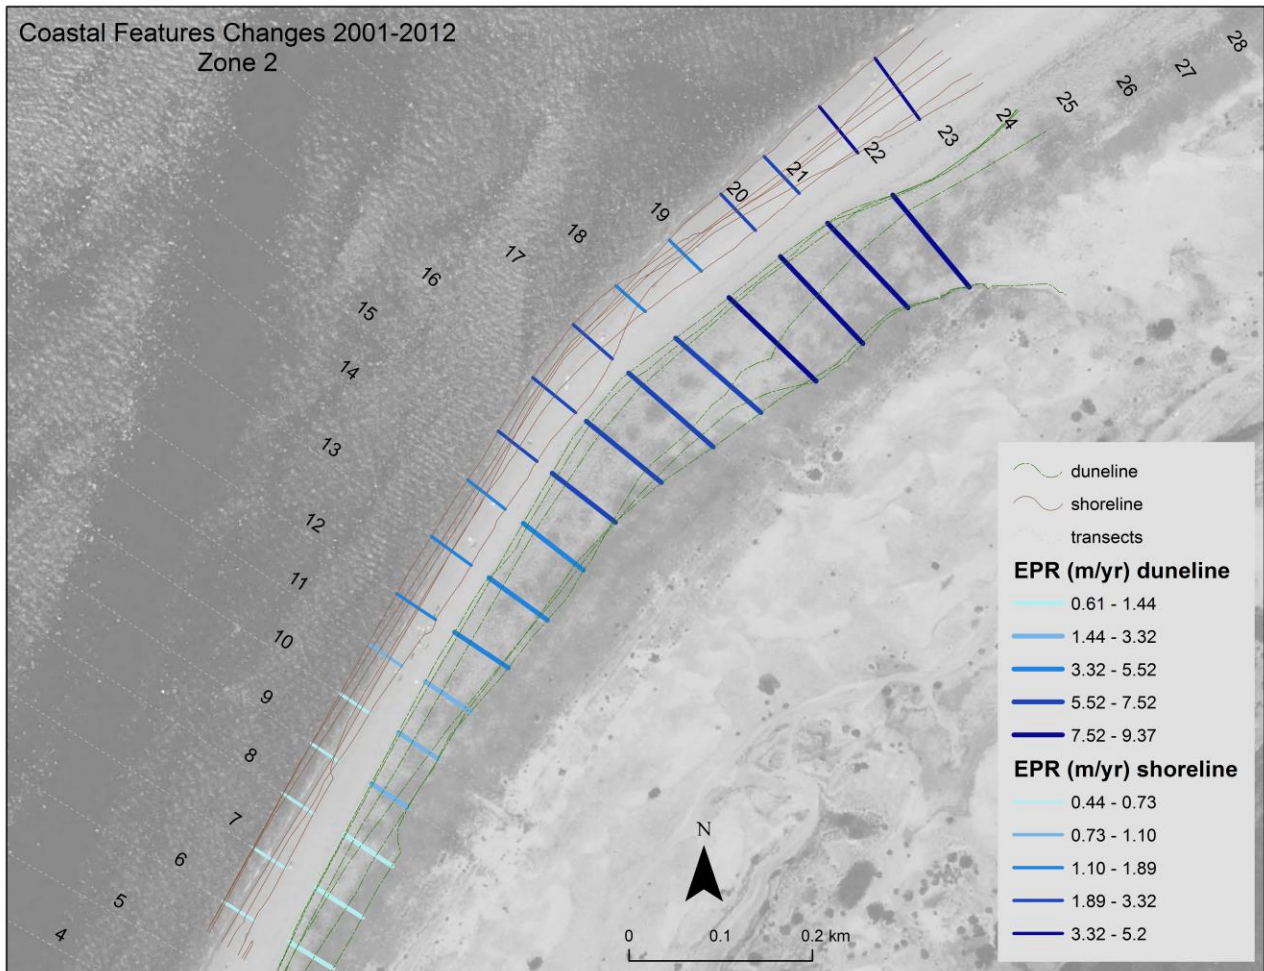 Coastal Features Changes 2001-2012
Zone 2
28
27
26
25
24
23
22
21
20
19
18
17
16
15
14
13
12
11
10
9
8
7
6
5
4
duneline
shoreline
transects
EPR (m/yr) duneline
0.61 - 1.44
1.44 - 3.32
3.32 - 5.52
5.52 - 7.52
7.52 - 9.37
EPR (m/yr) shoreline
0.44 - 0.73
0.73 - 1.10
1.10 - 1.89
1.89 - 3.32
3.32 - 5.2
N
0 0.1 0.2 km